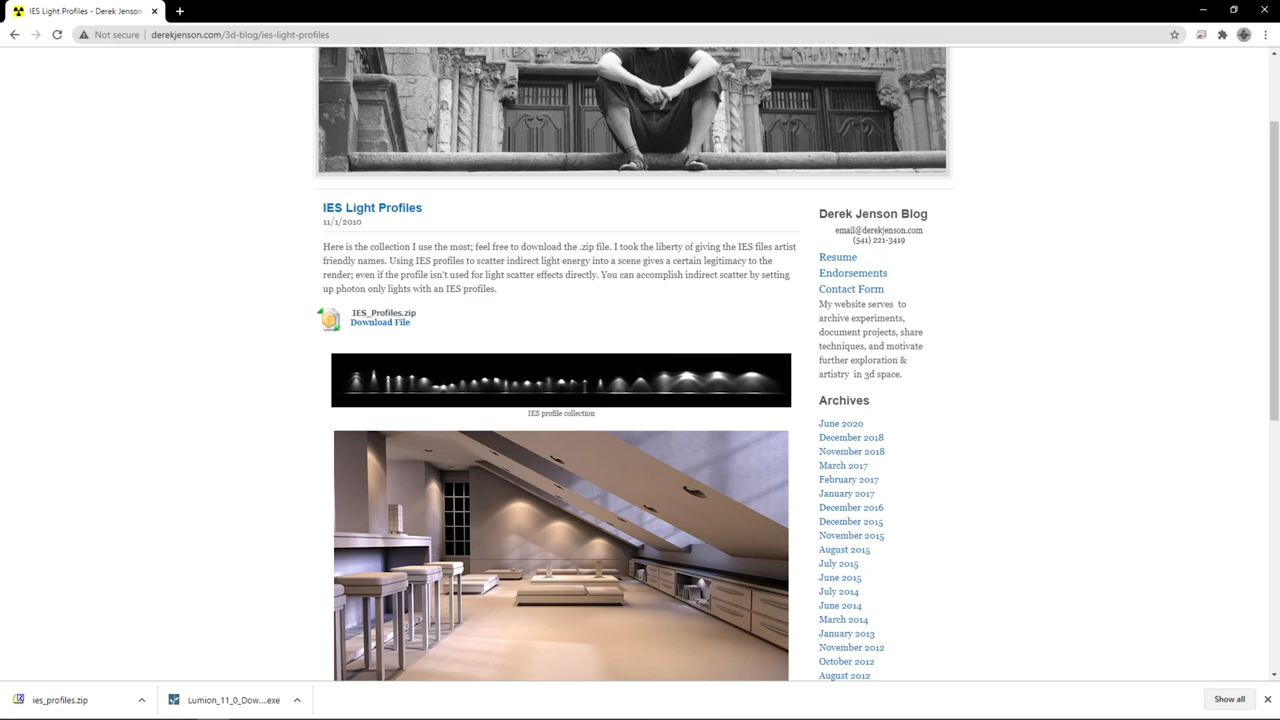 IES Light Profiles - Derek Jenson
Not secure
derekjenson.com/3d-blog/ies-light-profiles
IES Light Profiles
11/1/2010
Here is the collection I use the most; feel free to download the .zip file. I took the liberty of giving the IES files artist
friendly names. Using IES profiles to scatter indirect light energy into a scene gives a certain legitimacy to the
render; even if the profile isn't used for light scatter effects directly. You can accomplish indirect scatter by setting
up photon only lights with an IES profiles.
IES_Profiles.zip
Download File
IES profile collection
Derek Jenson Blog
email@derekjenson.com
(541) 221-3419
Resume
Endorsements
Contact Form
My website serves to
archive experiments,
document projects, share
techniques, and motivate
further exploration &
artistry in 3d space.
Archives
June 2020
December 2018
November 2018
March 2017
February 2017
January 2017
December 2016
December 2015
November 2015
August 2015
July 2015
June 2015
July 2014
June 2014
March 2014
January 2013
November 2012
October 2012
August 2012
ies_profiles.zip
Lumion_11_0_Dow....exe
Show all